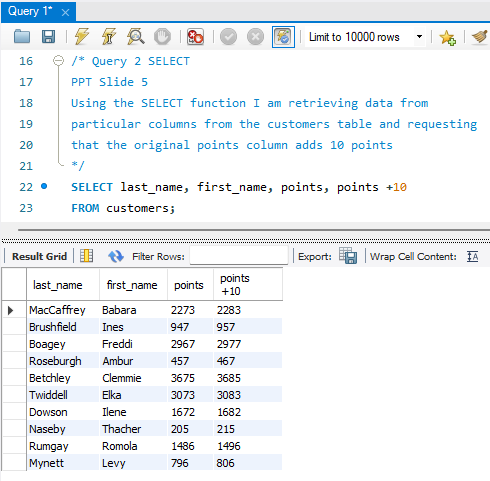 Query 1*
Limit to 10000 rows
16 /* Query 2 SELECT
17 PPT Slide 5
18 Using the SELECT function I am retrieving data from
19 particular columns from the customers table and requesting
20 that the original points column adds 10 points
21 */
22 SELECT last_name, first_name, points, points +10
23 FROM customers;
Result Grid Filter Rows: Export: Wrap Cell Content: IA
last_name first_name points points +10
MacCaffrey Babara 2273 2283
Brushfield Ines 947 957
Boagey Freddi 2967 2977
Roseburgh Ambur 457 467
Betchley Clemmie 3675 3685
Twiddell Elka 3073 3083
Dowson Ilene 1672 1682
Naseby Thacher 205 215
Rumgay Romola 1486 1496
Mynett Levy 796 806